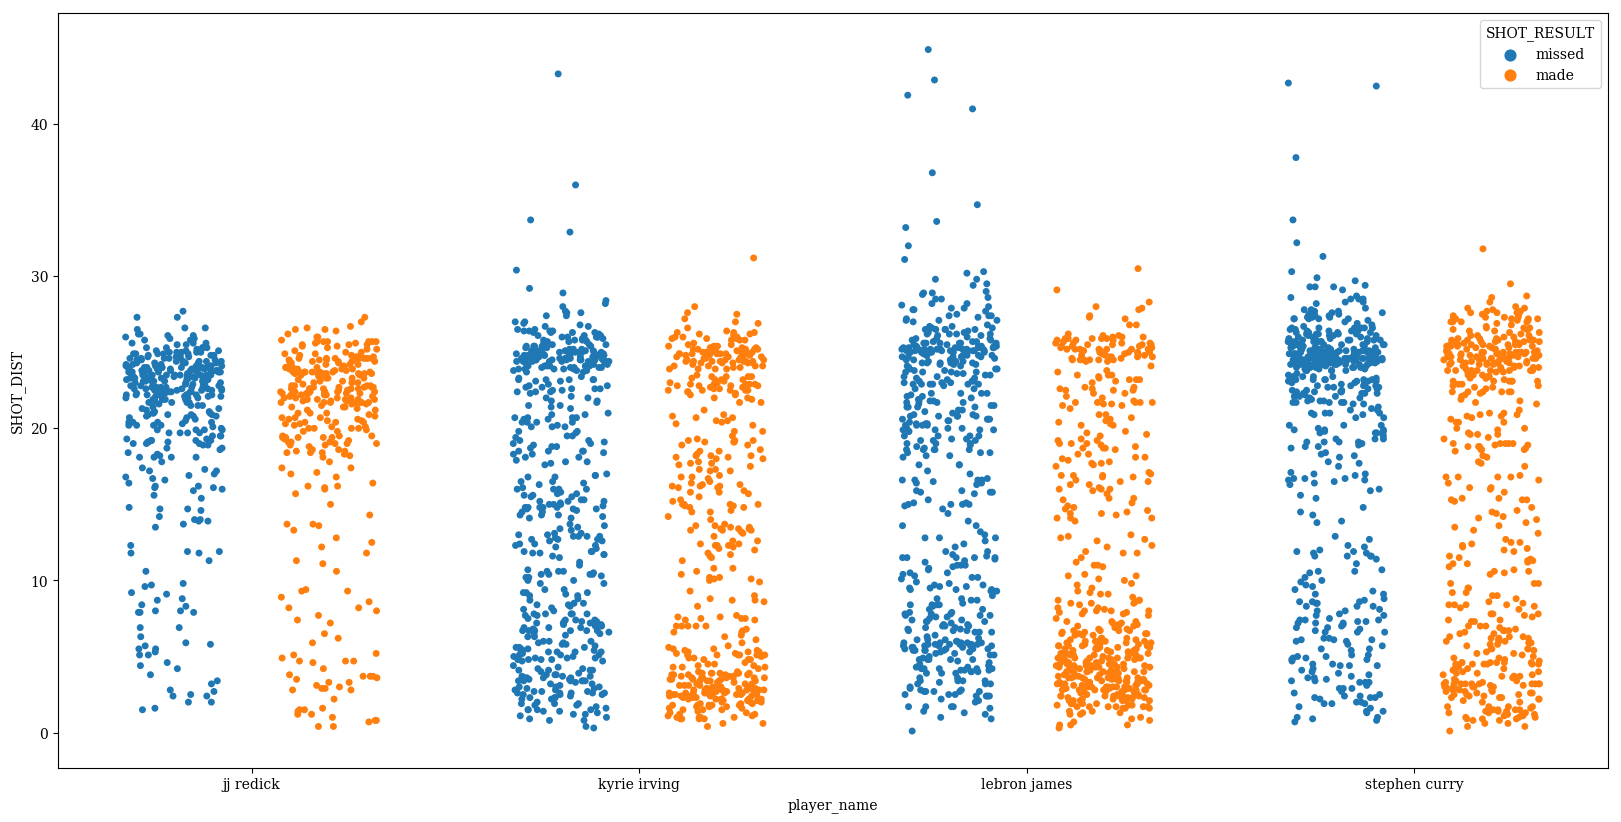 SHOT_RESULT
missed
made
40
30
20
10
0
SHOT_DIST
jj redick
kyrie irving
lebron james
stephen curry
player_name